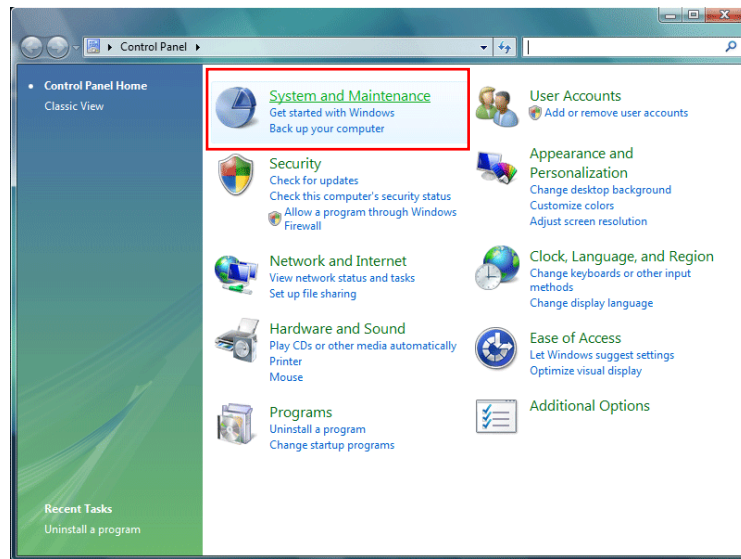 Control Panel
Control Panel Home
Classic View
System and Maintenance
Get started with Windows
Back up your computer
Security
Check for updates
Check this computer's security status
Allow a program through Windows
Firewall
Network and Internet
View network status and tasks
Set up file sharing
Hardware and Sound
Play CDs or other media automatically
Printer
Mouse
Programs
Uninstall a program
Change startup programs
User Accounts
Add or remove user accounts
Appearance and
Personalization
Change desktop background
Customize colors
Adjust screen resolution
Clock, Language, and Region
Change keyboards or other input
methods
Change display language
Ease of Access
Let Windows suggest settings
Optimize visual display
Additional Options
Recent Tasks
Uninstall a program